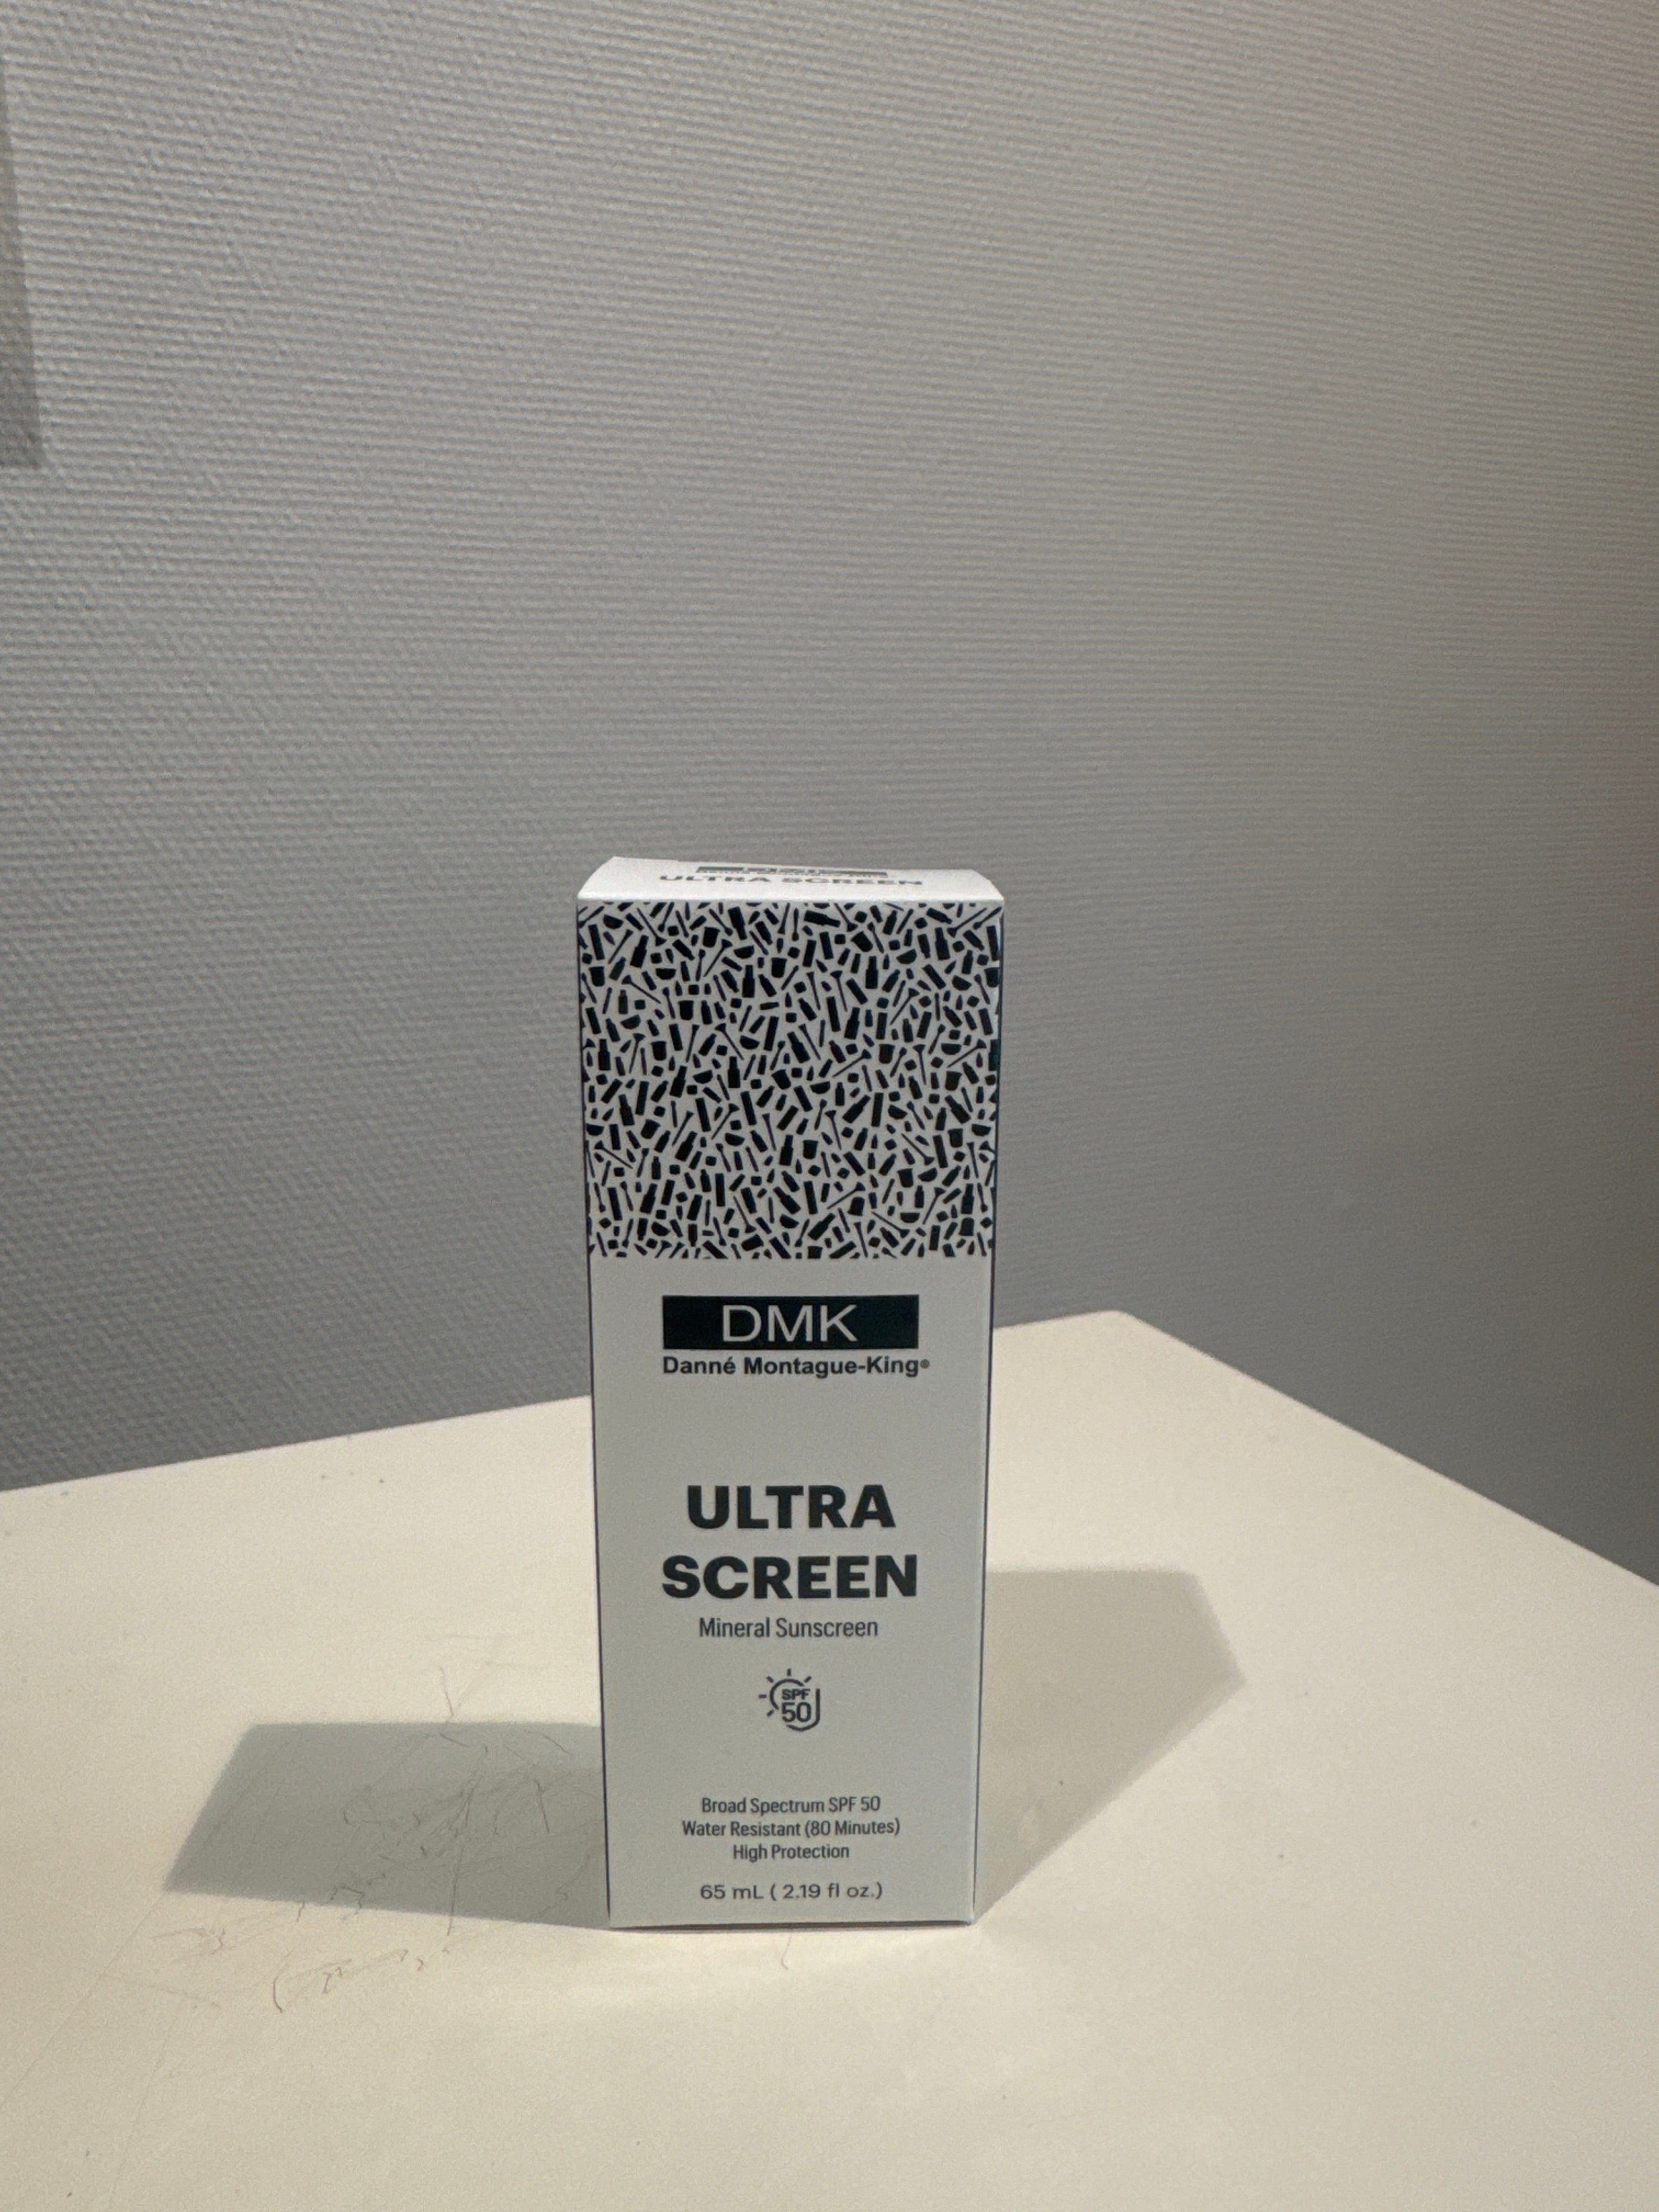 ULTRA SCREEN
DMK
Danné Montague-King®
ULTRA
SCREEN
Mineral Sunscreen
SPF
50
Broad Spectrum SPF 50
Water Resistant (80 Minutes)
High Protection
65 mL ( 2.19 fl oz.)